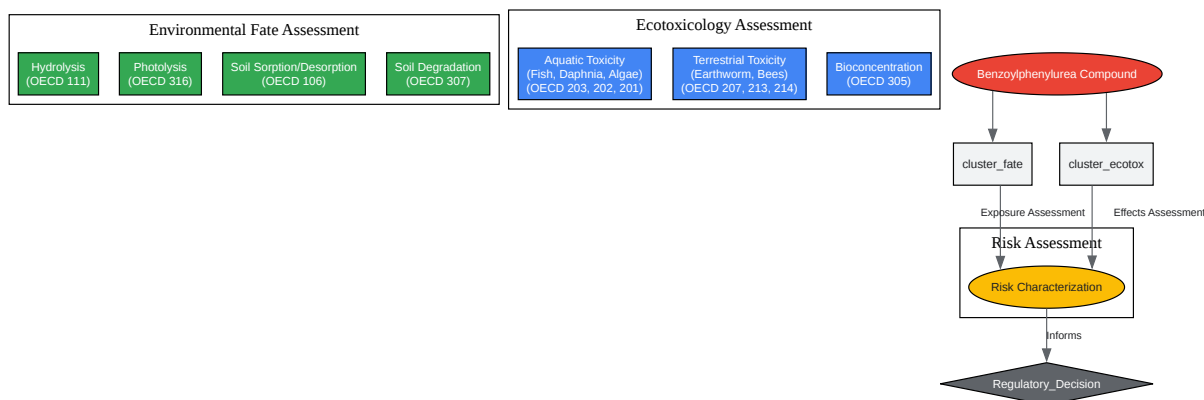 Environmental Fate Assessment
Hydrolysis
(OECD 111)
Photolysis
(OECD 316)
Soil Sorption/Desorption
(OECD 106)
Soil Degradation
(OECD 307)
Ecotoxicology Assessment
Aquatic Toxicity
(Fish, Daphnia, Algae)
(OECD 203, 202, 201)
Terrestrial Toxicity
(Earthworm, Bees)
(OECD 207, 213, 214)
Bioconcentration
(OECD 305)
Benzoylphenylurea Compound
cluster_fate
cluster_ecotox
Exposure Assessment
Effects Assessment
Risk Assessment
Risk Characterization
Informs
Regulatory_Decision